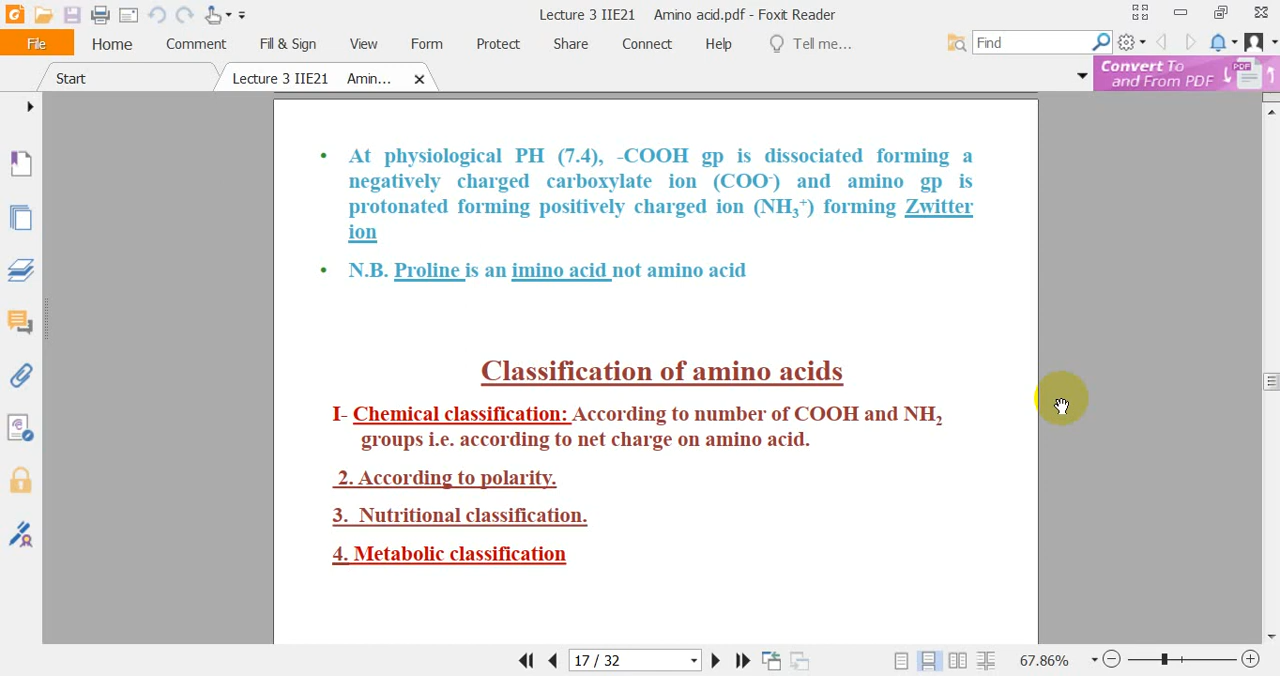 Lecture 3 IIE21 Amino acid.pdf - Foxit Reader
File Home Comment Fill & Sign View Form Protect Share Connect Help Tell me... Find
Start Lecture 3 IIE21 Amin... Convert To
and From PDF PDF
• At physiological PH (7.4), -COOH gp is dissociated forming a
negatively charged carboxylate ion (COO⁻) and amino gp is
protonated forming positively charged ion (NH₃⁺) forming Zwitter
ion
• N.B. Proline is an imino acid not amino acid
Classification of amino acids
I- Chemical classification: According to number of COOH and NH₂
groups i.e. according to net charge on amino acid.
2. According to polarity.
3. Nutritional classification.
4. Metabolic classification
17 / 32 67.86%